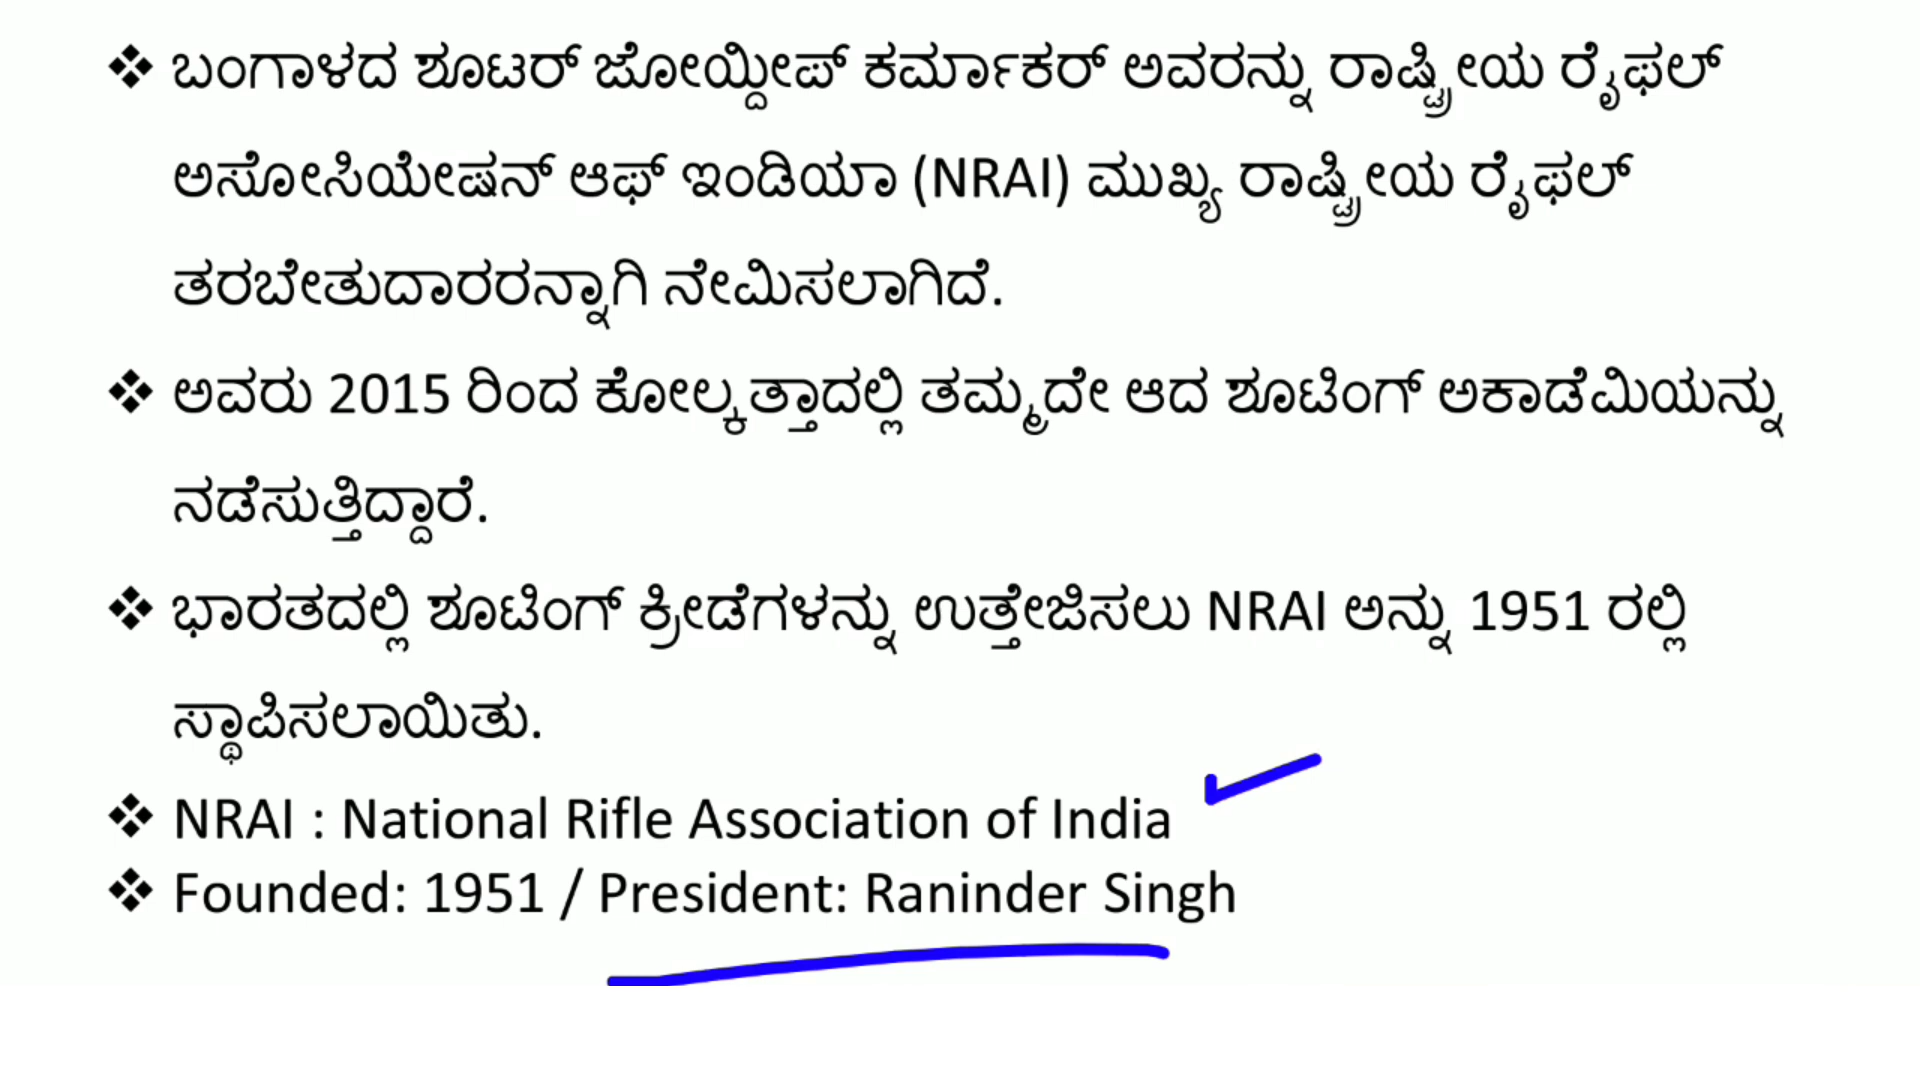 ❖ ಬಂಗಾಳದ ಶೂಟರ್ ಜೋಯ್ದೀಪ್ ಕರ್ಮಾಕರ್ ಅವರನ್ನು ರಾಷ್ಟ್ರೀಯ ರೈಫಲ್
ಅಸೋಸಿಯೇಷನ್ ಆಫ್ ಇಂಡಿಯಾ (NRAI) ಮುಖ್ಯ ರಾಷ್ಟ್ರೀಯ ರೈಫಲ್
ತರಬೇತುದಾರರನ್ನಾಗಿ ನೇಮಿಸಲಾಗಿದೆ.
❖ ಅವರು 2015 ರಿಂದ ಕೋಲ್ಕತ್ತಾದಲ್ಲಿ ತಮ್ಮದೇ ಆದ ಶೂಟಿಂಗ್ ಅಕಾಡೆಮಿಯನ್ನು
ನಡೆಸುತ್ತಿದ್ದಾರೆ.
❖ ಭಾರತದಲ್ಲಿ ಶೂಟಿಂಗ್ ಕ್ರೀಡೆಗಳನ್ನು ಉತ್ತೇಜಿಸಲು NRAI ಅನ್ನು 1951 ರಲ್ಲಿ
ಸ್ಥಾಪಿಸಲಾಯಿತು.
❖ NRAI : National Rifle Association of India
❖ Founded: 1951 / President: Raninder Singh